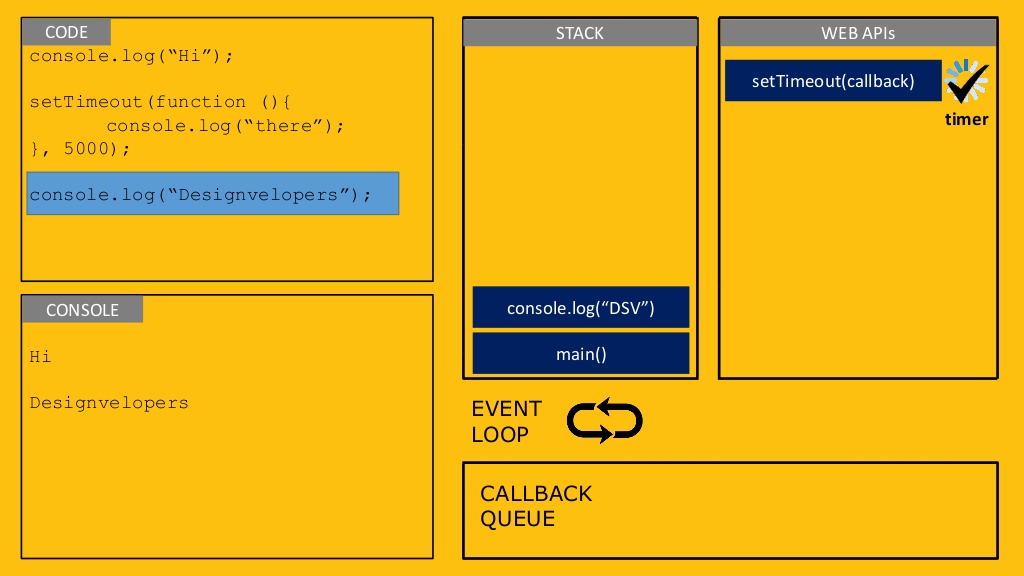 CODE
console.log(“Hi”);
setTimeout(function (){
console.log(“there”);
}, 5000);
console.log(“Designvelopers”);
CONSOLE
Hi
Designvelopers
STACK
console.log(“DSV”)
main()
WEB APIs
setTimeout(callback)
timer
EVENT
LOOP
CALLBACK
QUEUE